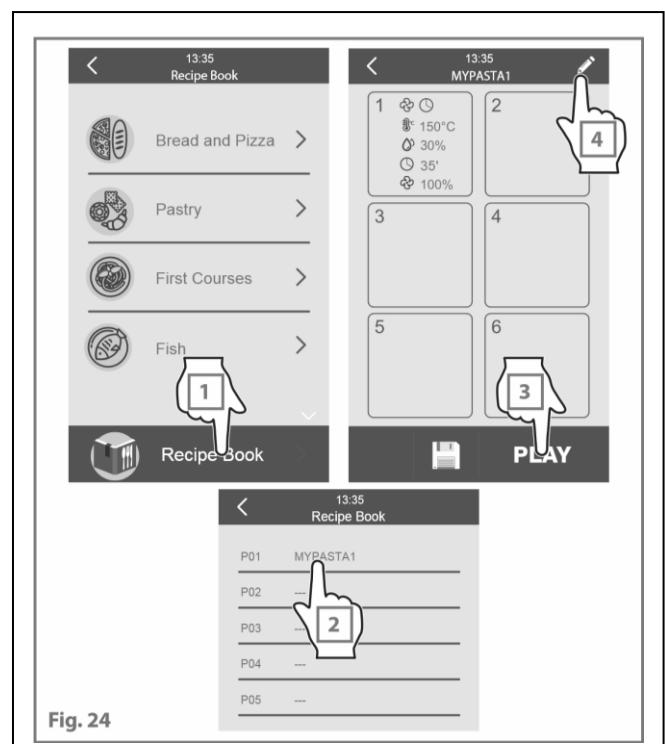 13:35
Recipe Book
Bread and Pizza
Pastry
First Courses
Fish
1
Recipe Book
13:35
MYPASTA1
4
1
150°C
30%
35'
100%
2
3
4
5
6
3
PLAY
13:35
Recipe Book
P01 MYPASTA1
P02 ---
2
P03 ---
P04 ---
P05 ---
Fig. 24